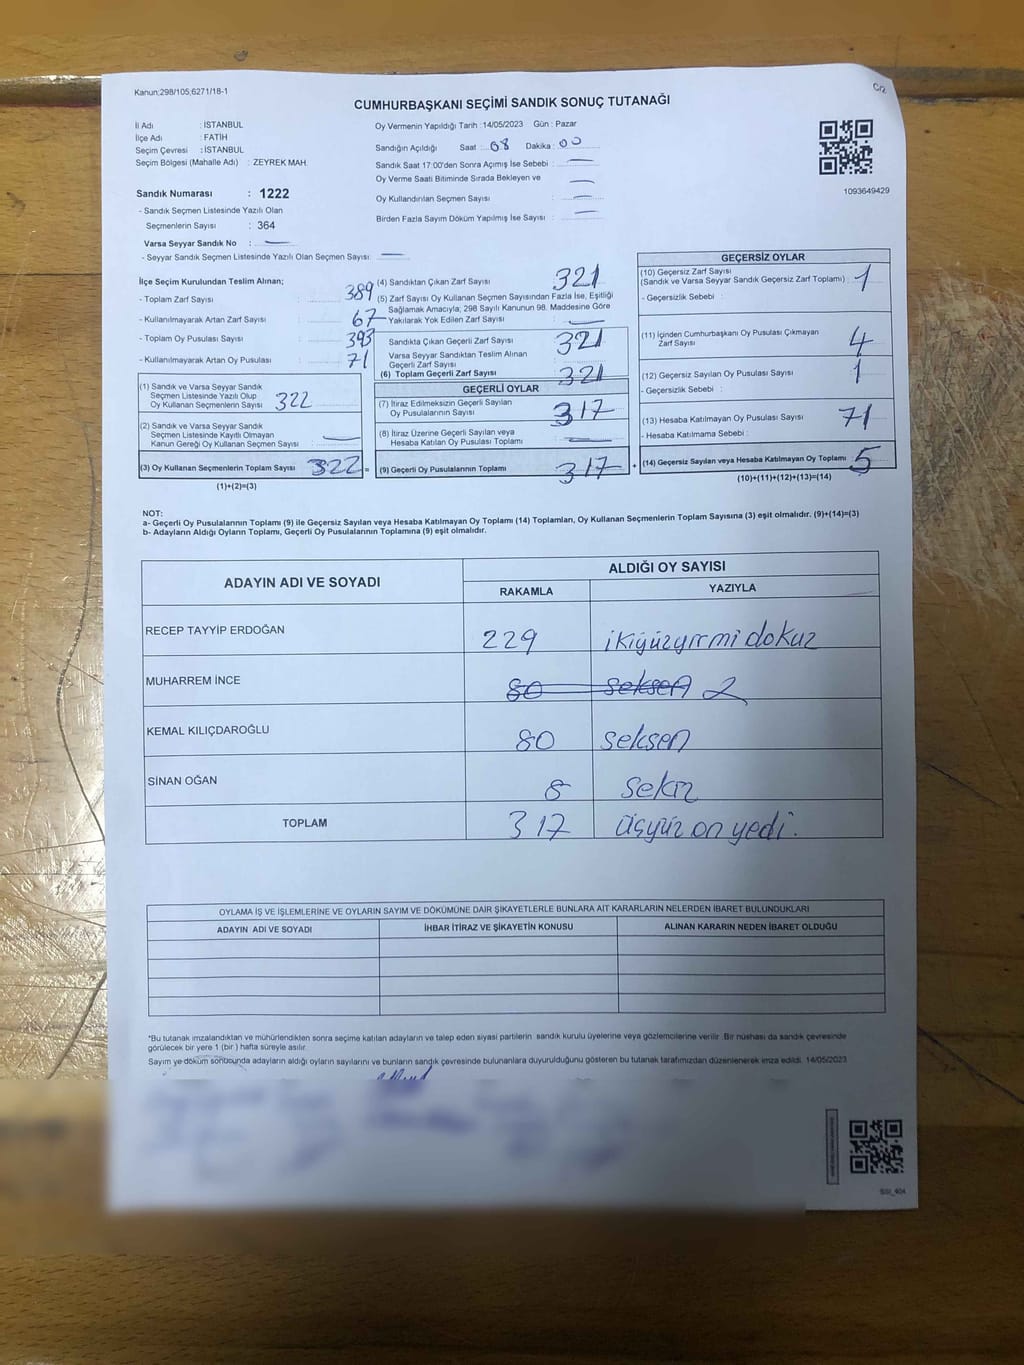 Kanun:298/105,6271/18-1
C/2
CUMHURBAŞKANI SEÇİMİ SANDIK SONUÇ TUTANAĞI
İl Adı : İSTANBUL
İlçe Adı : FATİH
Seçim Çevresi : İSTANBUL
Seçim Bölgesi (Mahalle Adı) : ZEYREK MAH
Oy Vermenin Yapıldığı Tarih :14/05/2023 Gün : Pazar
Sandığın Açıldığı Saat : 08 Dakika : 00
Sandık Saat 17:00'den Sonra Açımış İse Sebebi : —
Oy Verme Saati Bitiminde Sırada Bekleyen ve
Oy Kullandırılan Seçmen Sayısı : —
Birden Fazla Sayım Döküm Yapılmış İse Sayısı : —
1093649429
Sandık Numarası : 1222
- Sandık Seçmen Listesinde Yazılı Olan
Seçmenlerin Sayısı : 364
Varsa Seyyar Sandık No : —
- Seyyar Sandık Seçmen Listesinde Yazılı Olan Seçmen Sayısı: —
İlçe Seçim Kurulundan Teslim Alınan;
- Toplam Zarf Sayısı : 389
- Kullanılmayarak Artan Zarf Sayısı : 67
- Toplam Oy Pusulası Sayısı : 393
- Kullanılmayarak Artan Oy Pusulası : 71
(1) Sandık ve Varsa Seyyar Sandık
Seçmen Listesinde Yazılı Olup
Oy Kullanan Seçmenlerin Sayısı : 322
(2) Sandık ve Varsa Seyyar Sandık
Seçmen Listesinde Kayıtlı Olmayan
Kanun Gereği Oy Kullanan Seçmen Sayısı : —
(3) Oy Kullanan Seçmenlerin Toplam Sayısı : 322 =
(1)+(2)=(3)
(4) Sandıktan Çıkan Zarf Sayısı : 321
(5) Zarf Sayısı Oy Kullanan Seçmen Sayısından Fazla İse, Eşitliği
Sağlamak Amacıyla; 298 Sayılı Kanunun 98. Maddesine Göre
Yakılarak Yok Edilen Zarf Sayısı : —
Sandıkta Çıkan Geçerli Zarf Sayısı : 321
Varsa Seyyar Sandıktan Teslim Alınan
Geçerli Zarf Sayısı :
(6) Toplam Geçerli Zarf Sayısı : 321
GEÇERLİ OYLAR
(7) İtiraz Edilmeksizin Geçerli Sayılan
Oy Pusulalarının Sayısı : 317
(8) İtiraz Üzerine Geçerli Sayılan veya
Hesaba Katılan Oy Pusulası Toplamı : —
(9) Geçerli Oy Pusulalarının Toplamı : 317 +
GEÇERSİZ OYLAR
(10) Geçersiz Zarf Sayısı
(Sandık ve Varsa Seyyar Sandık Geçersiz Zarf Toplamı) : 1
- Geçersizlik Sebebi :
(11) İçinden Cumhurbaşkanı Oy Pusulası Çıkmayan
Zarf Sayısı : 4
(12) Geçersiz Sayılan Oy Pusulası Sayısı : 1
- Geçersizlik Sebebi :
(13) Hesaba Katılmayan Oy Pusulası Sayısı : 71
- Hesaba Katılmama Sebebi :
(14) Geçersiz Sayılan veya Hesaba Katılmayan Oy Toplamı : 5
(10)+(11)+(12)+(13)=(14)
NOT:
a- Geçerli Oy Pusulalarının Toplamı (9) ile Geçersiz Sayılan veya Hesaba Katılmayan Oy Toplamı (14) Toplamları, Oy Kullanan Seçmenlerin Toplam Sayısına (3) eşit olmalıdır. (9)+(14)=(3)
b- Adayların Aldığı Oyların Toplamı, Geçerli Oy Pusulalarının Toplamına (9) eşit olmalıdır.
ADAYIN ADI VE SOYADI
ALDIĞI OY SAYISI
RAKAMLA YAZIYLA
RECEP TAYYİP ERDOĞAN 229 ikiyüzyirmi dokuz
MUHARREM İNCE 80 seksen
KEMAL KILIÇDAROĞLU 80 seksen
SİNAN OĞAN 8 sekiz
TOPLAM 317 üçyüz on yedi.
OYLAMA İŞ VE İŞLEMLERİNE VE OYLARIN SAYIM VE DÖKÜMÜNE DAİR ŞİKAYETLERLE BUNLARA AİT KARARLARIN NELERDEN İBARET BULUNDUKLARI
ADAYIN ADI VE SOYADI İHBAR İTİRAZ VE ŞİKAYETİN KONUSU ALINAN KARARIN NEDEN İBARET OLDUĞU
*Bu tutanak imzalandıktan ve mühürlendikten sonra seçime katılan adayların ve talep eden siyasi partilerin sandık kurulu üyelerine veya gözlemcilerine verilir. Bir nüshası da sandık çevresinde
görülecek bir yere 1 (bir) hafta süreyle asılır.
Sayım ve döküm sonucunda adayların aldığı oyların sayılarını ve bunların sandık çevresinde bulunanlara duyurulduğunu gösteren bu tutanak tarafımızdan düzenlenerek imza edildi. 14/05/2023